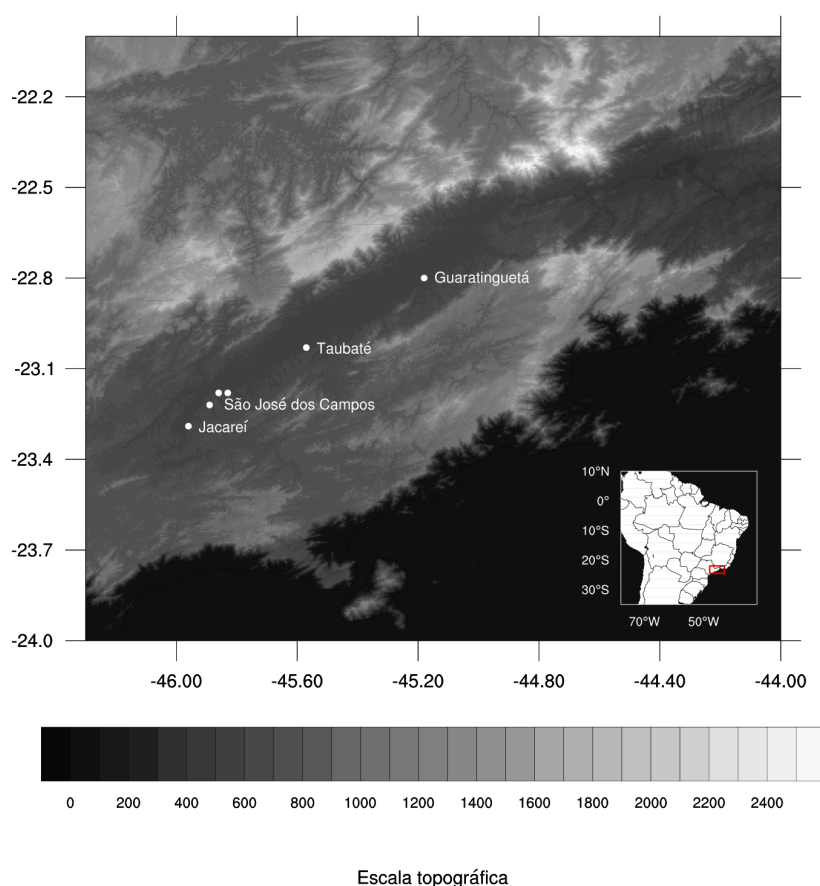 -22.2
-22.5
-22.8
-23.1
-23.4
-23.7
-24.0
Guaratinguetá
Taubaté
São José dos Campos
Jacareí
10°N
0°
10°S
20°S
30°S
70°W 50°W
-46.00 -45.60 -45.20 -44.80 -44.40 -44.00
0 200 400 600 800 1000 1200 1400 1600 1800 2000 2200 2400
Escala topográfica